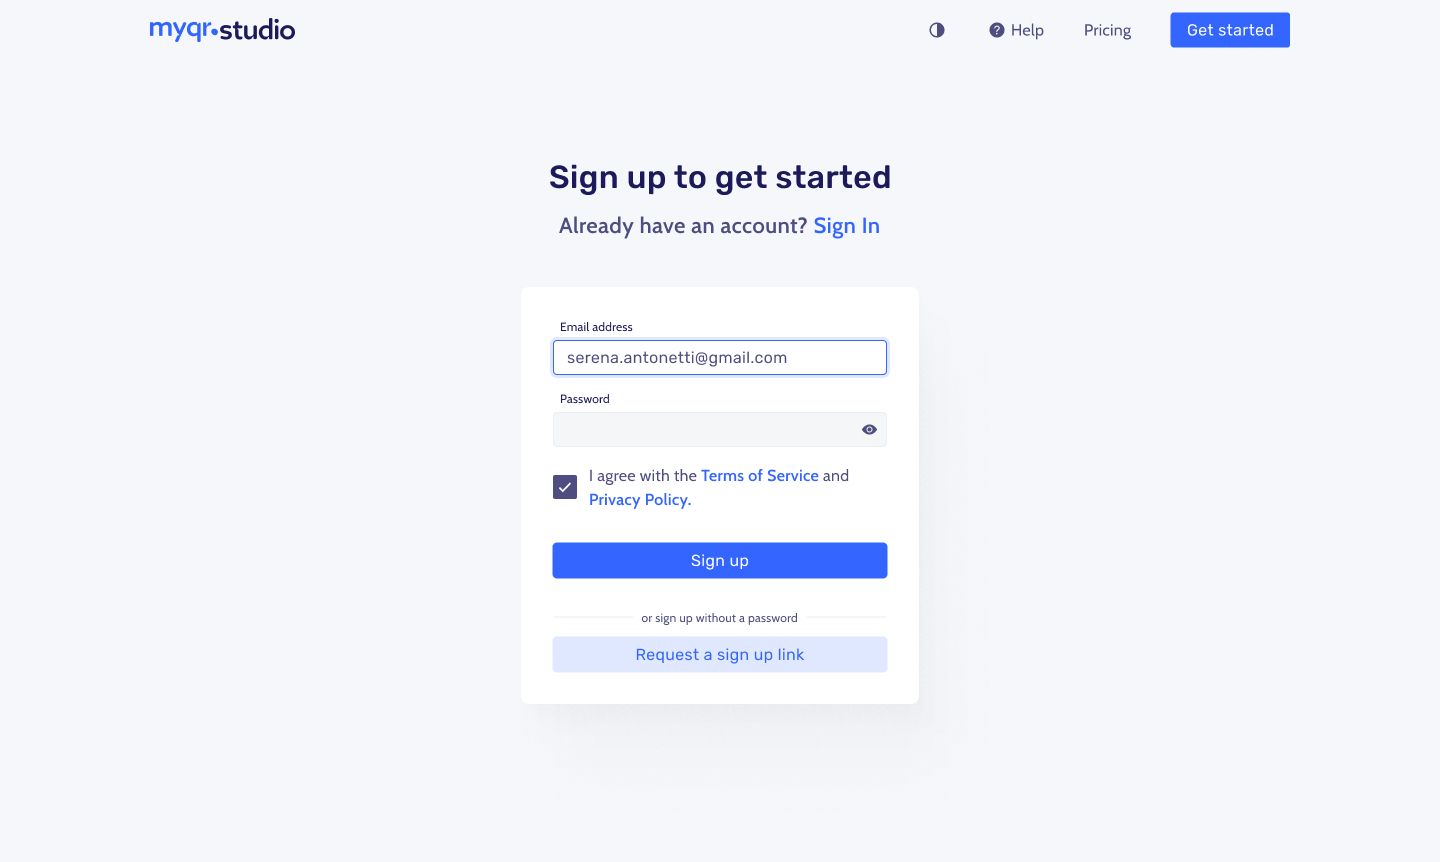 myqr•studio
Help
Pricing
Get started
Sign up to get started
Already have an account? Sign In
Email address
serena.antonetti@gmail.com
Password
I agree with the Terms of Service and
Privacy Policy.
Sign up
or sign up without a password
Request a sign up link